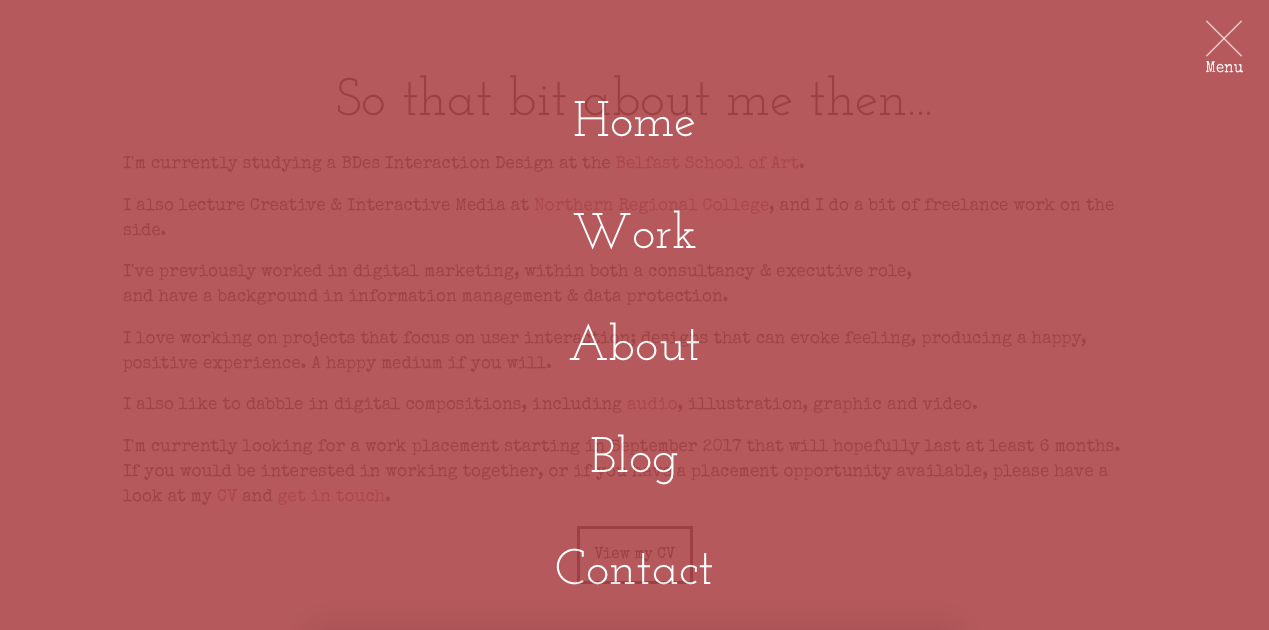 Menu
So that bit about me then...
Home
I'm currently studying a BDes Interaction Design at the Belfast School of Art.
I also lecture Creative & Interactive Media at Northern Regional College, and I do a bit of freelance work on the
side.
Work
I've previously worked in digital marketing, within both a consultancy & executive role,
and have a background in information management & data protection.
I love working on projects that focus on user interaction; designs that can evoke feeling, producing a happy,
positive experience. A happy medium if you will.
About
I also like to dabble in digital compositions, including audio, illustration, graphic and video.
I'm currently looking for a work placement starting in September 2017 that will hopefully last at least 6 months.
If you would be interested in working together, or if you have a placement opportunity available, please have a
look at my CV and get in touch.
Blog
View my CV
Contact